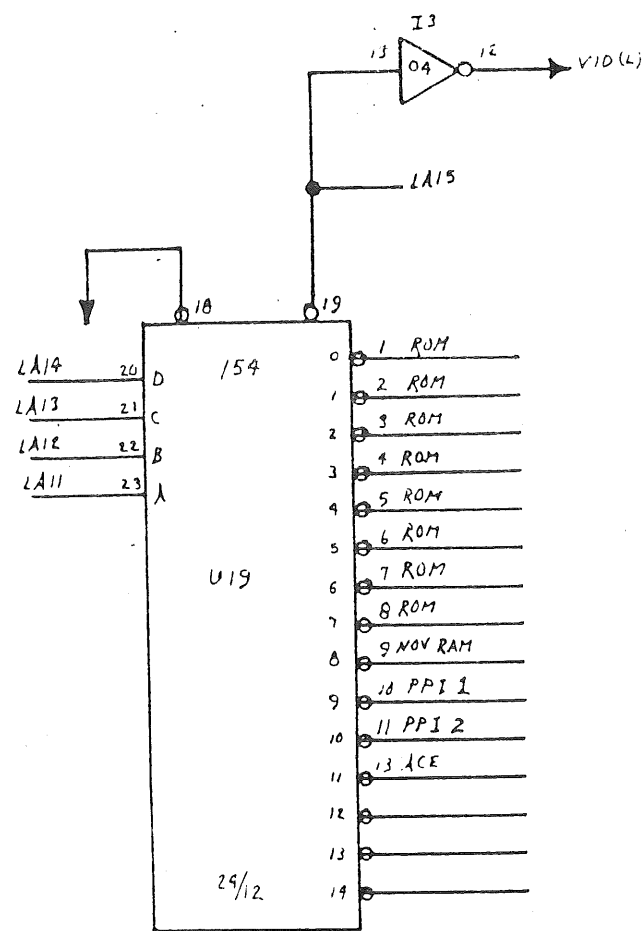 I3
13 04 12 VID(L)
LA15
18 19
LA14 20 D 154 0 1 ROM
1 2 ROM
LA13 21 C 2 3 ROM
LA12 22 B 3 4 ROM
LA11 23 A 4 5 ROM
5 6 ROM
U19 6 7 ROM
7 8 ROM
8 9 NOV RAM
9 10 PPI 1
10 11 PPI 2
11 13 ACE
12
13
24/12 14